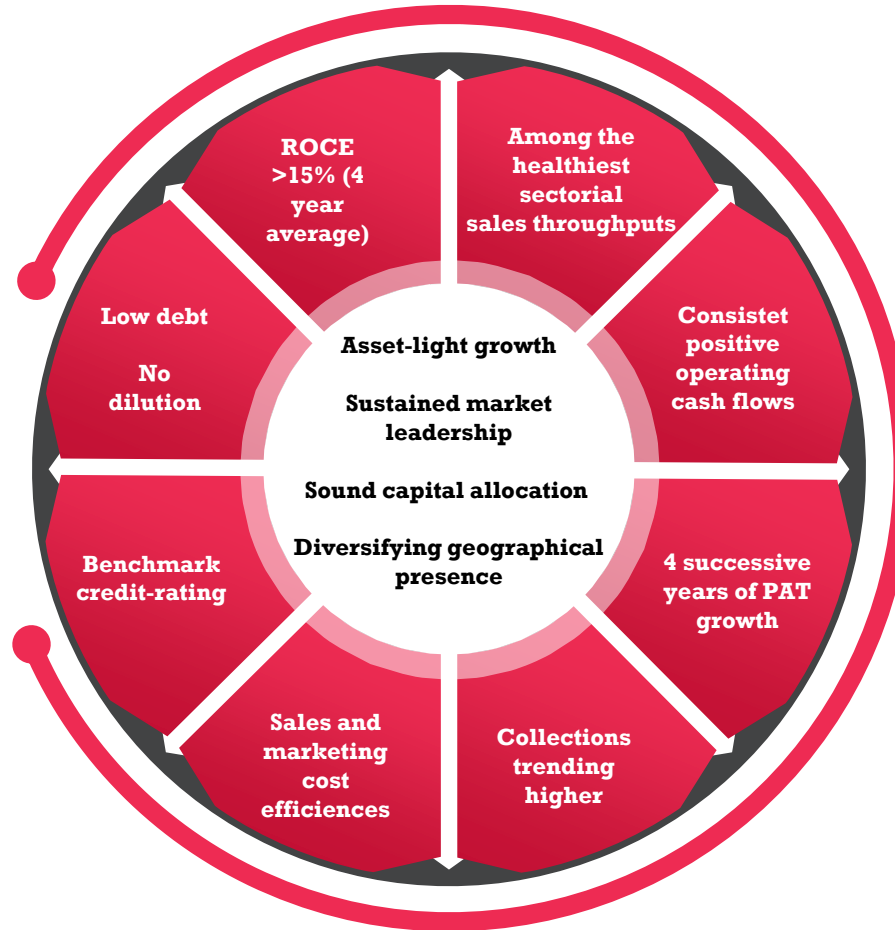 ROCE
>15% (4
year
average)
Among the
healthiest
sectorial
sales throughputs
Consistet
positive
operating
cash flows
4 successive
years of PAT
growth
Collections
trending
higher
Sales and
marketing
cost
efficiences
Benchmark
credit-rating
Low debt
No
dilution
Asset-light growth
Sustained market
leadership
Sound capital allocation
Diversifying geographical
presence